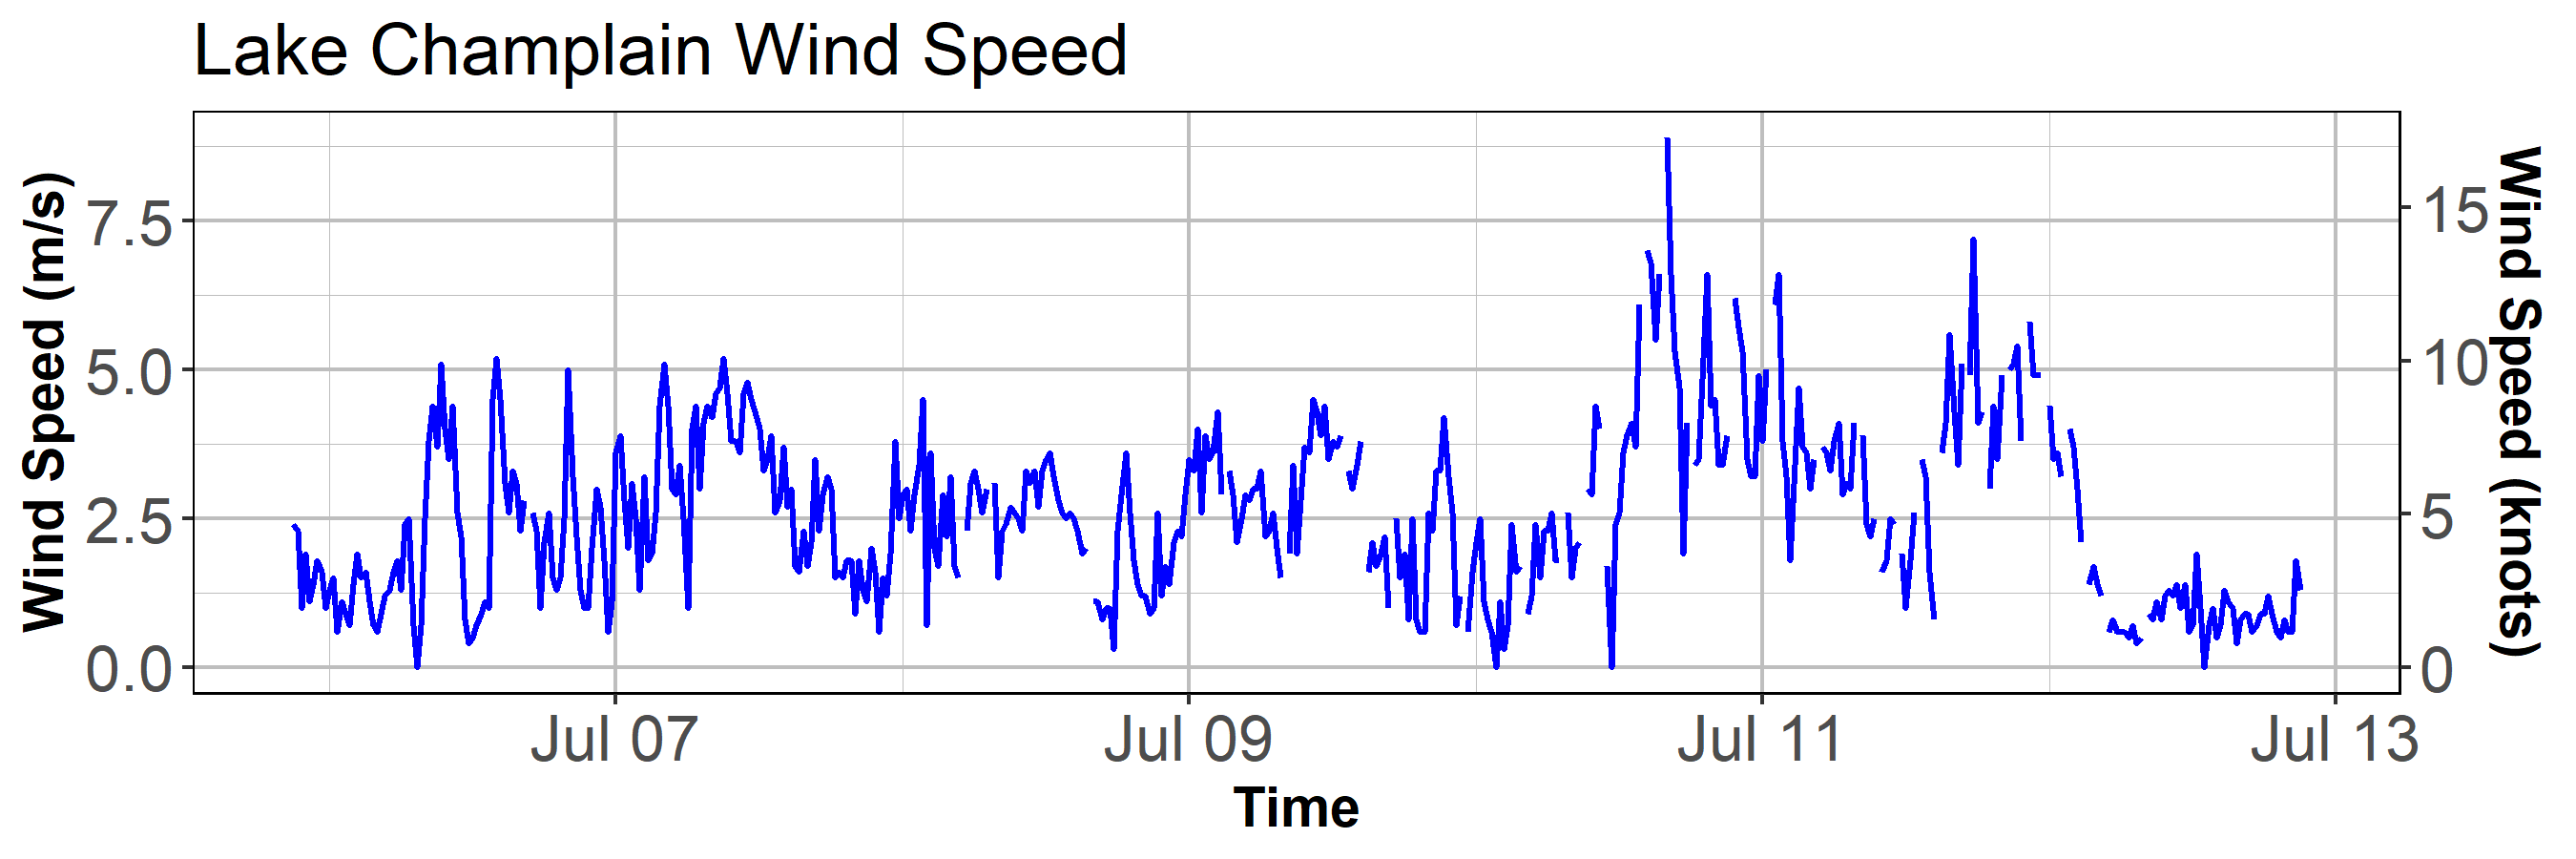 Lake Champlain Wind Speed
Wind Speed (m/s)
7.5
5.0
2.5
0.0
15
10
5
0
Wind Speed (knots)
Jul 07
Jul 09
Jul 11
Jul 13
Time